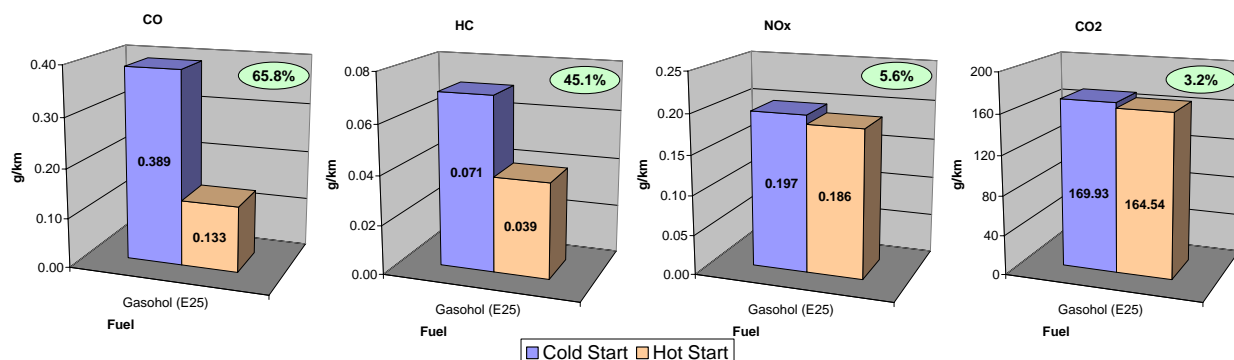 CO
0.40
0.30
0.20
0.10
0.00
g/km
65.8%
0.389
0.133
Gasohol (E25)
Fuel
HC
0.08
0.06
0.04
0.02
0.00
g/km
45.1%
0.071
0.039
Gasohol (E25)
Fuel
NOx
0.25
0.20
0.15
0.10
0.05
0.00
g/km
5.6%
0.197
0.186
Gasohol (E25)
Fuel
CO2
200
160
120
80
40
0
g/km
3.2%
169.93
164.54
Gasohol (E25)
Fuel
Cold Start Hot Start